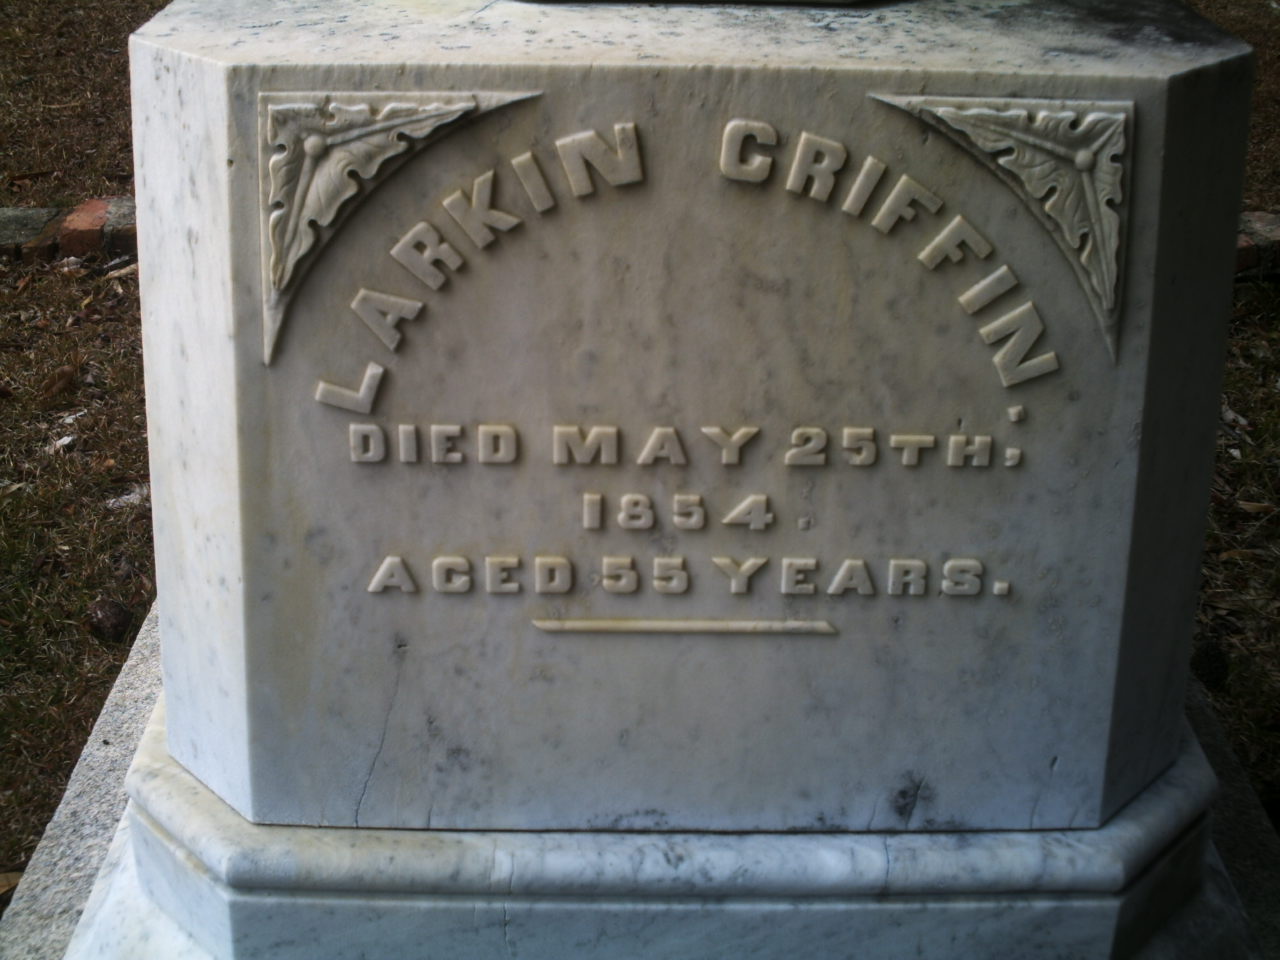 LARKIN GRIFFIN.
DIED MAY 25TH,
1854.
AGED 55 YEARS.